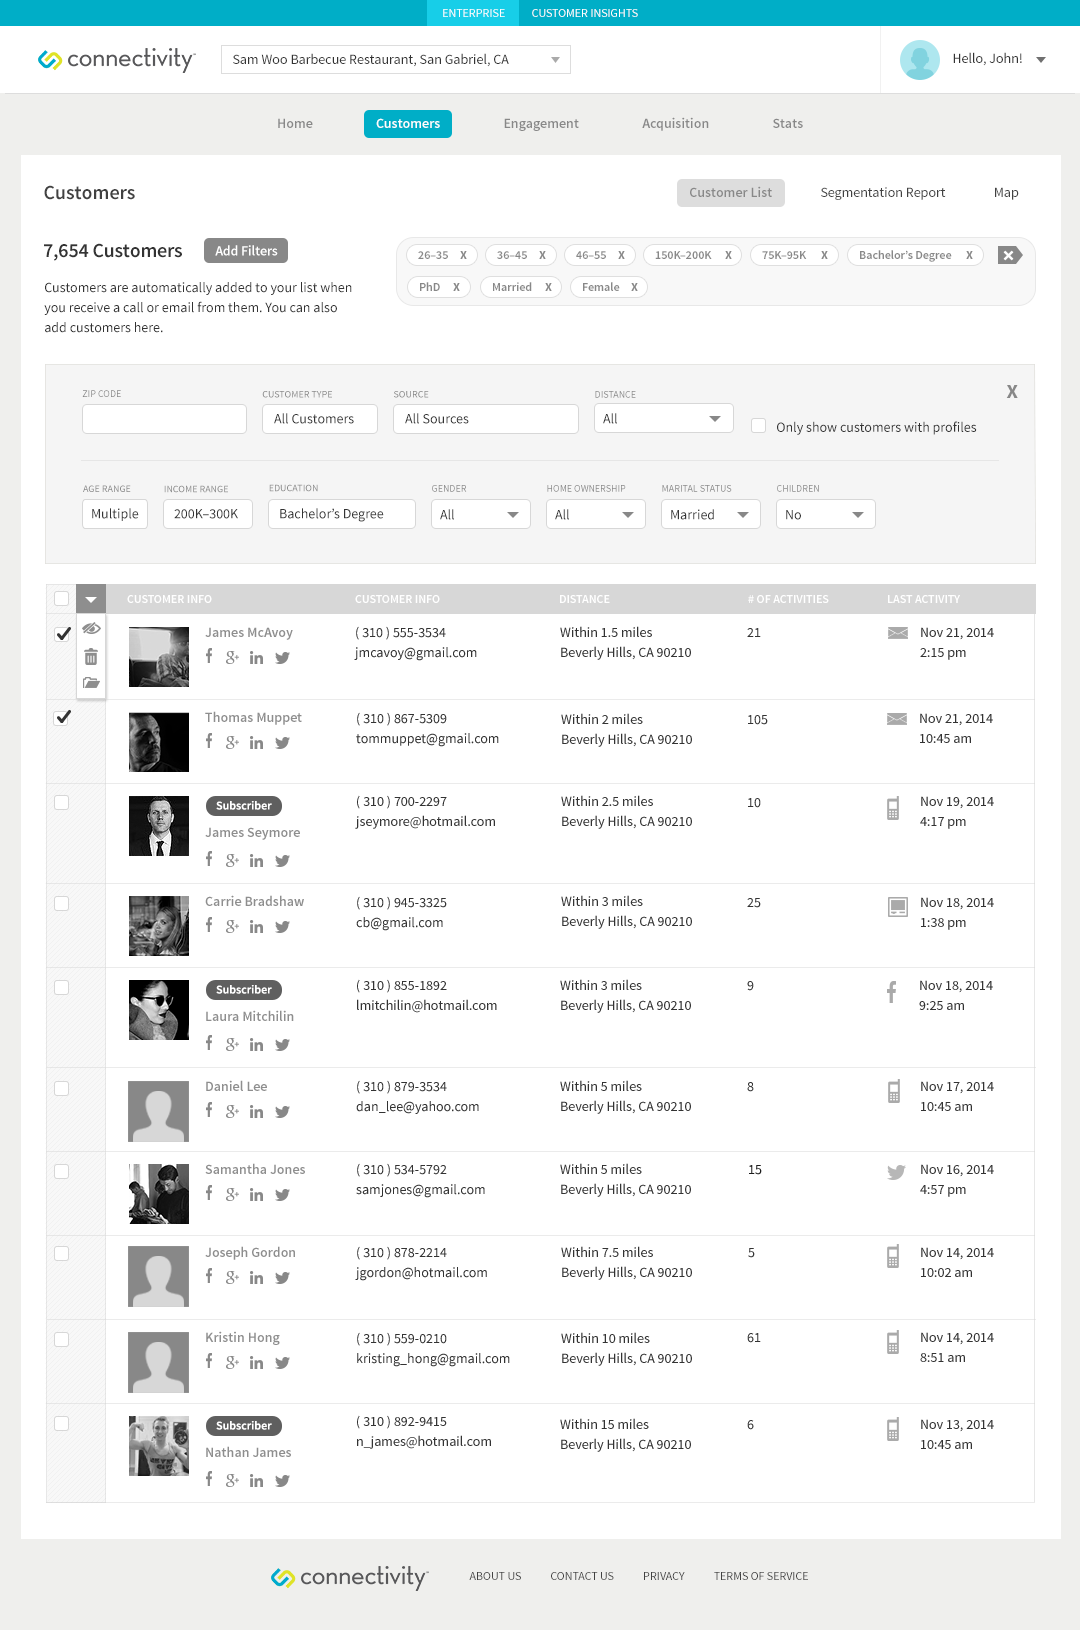 ENTERPRISE CUSTOMER INSIGHTS
connectivity Sam Woo Barbecue Restaurant, San Gabriel, CA Hello, John!
Home Customers Engagement Acquisition Stats
Customers Customer List Segmentation Report Map
7,654 Customers Add Filters
Customers are automatically added to your list when
you receive a call or email from them. You can also
add customers here.
26–35 X 36–45 X 46–55 X 150K–200K X 75K–95K X Bachelor's Degree X
PhD X Married X Female X
X
ZIP CODE CUSTOMER TYPE SOURCE DISTANCE
All Customers All Sources All Only show customers with profiles
AGE RANGE INCOME RANGE EDUCATION GENDER HOME OWNERSHIP MARITAL STATUS CHILDREN
Multiple 200K–300K Bachelor's Degree All All Married No
CUSTOMER INFO CUSTOMER INFO DISTANCE # OF ACTIVITIES LAST ACTIVITY
James McAvoy ( 310 ) 555-3534 Within 1.5 miles 21 Nov 21, 2014
jmcavoy@gmail.com Beverly Hills, CA 90210 2:15 pm
Thomas Muppet ( 310 ) 867-5309 Within 2 miles 105 Nov 21, 2014
tommuppet@gmail.com Beverly Hills, CA 90210 10:45 am
Subscriber ( 310 ) 700-2297 Within 2.5 miles 10 Nov 19, 2014
James Seymore jseymore@hotmail.com Beverly Hills, CA 90210 4:17 pm
Carrie Bradshaw ( 310 ) 945-3325 Within 3 miles 25 Nov 18, 2014
cb@gmail.com Beverly Hills, CA 90210 1:38 pm
Subscriber ( 310 ) 855-1892 Within 3 miles 9 Nov 18, 2014
Laura Mitchilin lmitchilin@hotmail.com Beverly Hills, CA 90210 9:25 am
Daniel Lee ( 310 ) 879-3534 Within 5 miles 8 Nov 17, 2014
dan_lee@yahoo.com Beverly Hills, CA 90210 10:45 am
Samantha Jones ( 310 ) 534-5792 Within 5 miles 15 Nov 16, 2014
samjones@gmail.com Beverly Hills, CA 90210 4:57 pm
Joseph Gordon ( 310 ) 878-2214 Within 7.5 miles 5 Nov 14, 2014
jgordon@hotmail.com Beverly Hills, CA 90210 10:02 am
Kristin Hong ( 310 ) 559-0210 Within 10 miles 61 Nov 14, 2014
kristing_hong@gmail.com Beverly Hills, CA 90210 8:51 am
Subscriber ( 310 ) 892-9415 Within 15 miles 6 Nov 13, 2014
Nathan James n_james@hotmail.com Beverly Hills, CA 90210 10:45 am
connectivity ABOUT US CONTACT US PRIVACY TERMS OF SERVICE